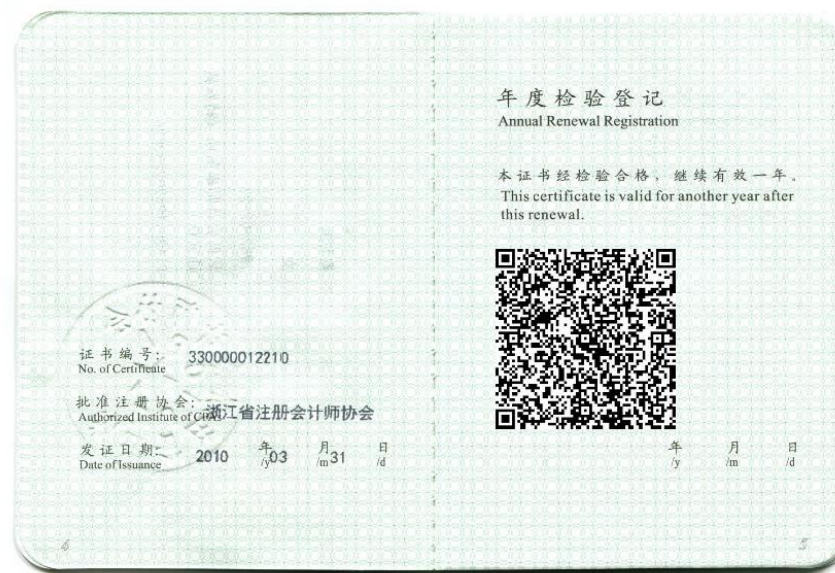 证书编号: 330000012210
No. of Certificate
批准注册协会: 浙江省注册会计师协会
Authorized Institute of CPAs
发证日期: 2010 年 03 月 31 日
Date of Issuance /y /m /d
4
年度检验登记
Annual Renewal Registration
本证书经检验合格，继续有效一年。
This certificate is valid for another year after
this renewal.
年 月 日
/y /m /d
5